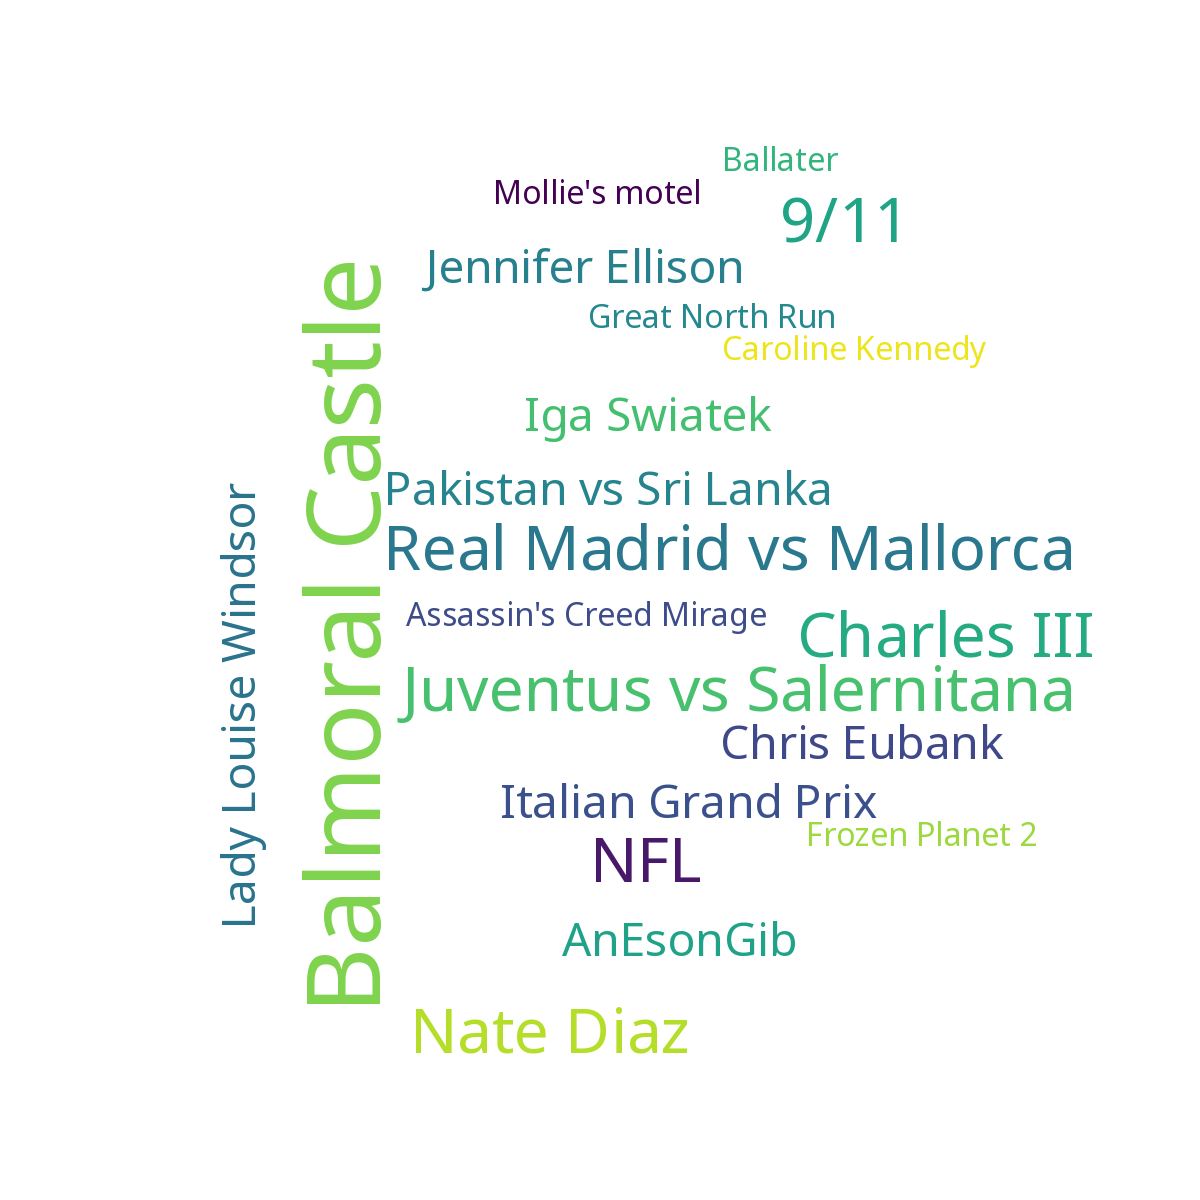 Ballater
Mollie's motel
9/11
Jennifer Ellison
Great North Run
Caroline Kennedy
Iga Swiatek
Pakistan vs Sri Lanka
Real Madrid vs Mallorca
Assassin's Creed Mirage
Charles III
Juventus vs Salernitana
Chris Eubank
Italian Grand Prix
Frozen Planet 2
NFL
AnEsonGib
Nate Diaz
Balmoral Castle
Lady Louise Windsor